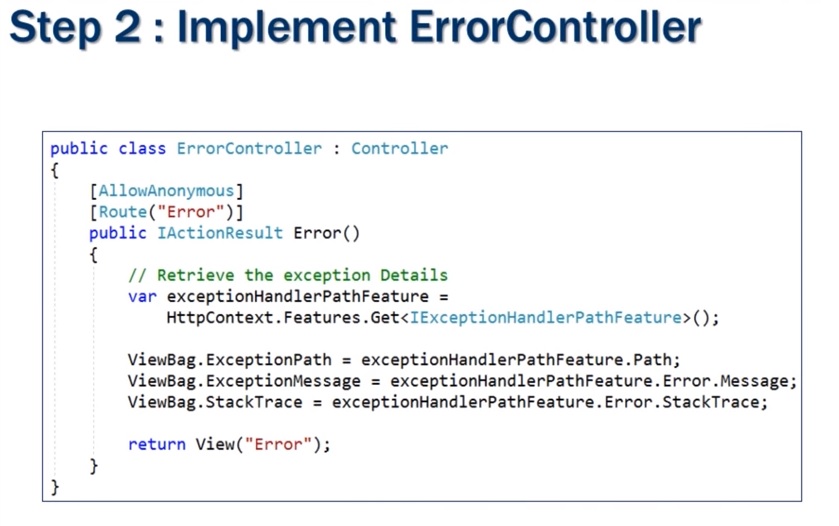 Step 2 : Implement ErrorController
public class ErrorController : Controller
{
[AllowAnonymous]
[Route("Error")]
public IActionResult Error()
{
// Retrieve the exception Details
var exceptionHandlerPathFeature =
HttpContext.Features.Get<IExceptionHandlerPathFeature>();
ViewBag.ExceptionPath = exceptionHandlerPathFeature.Path;
ViewBag.ExceptionMessage = exceptionHandlerPathFeature.Error.Message;
ViewBag.StackTrace = exceptionHandlerPathFeature.Error.StackTrace;
return View("Error");
}
}